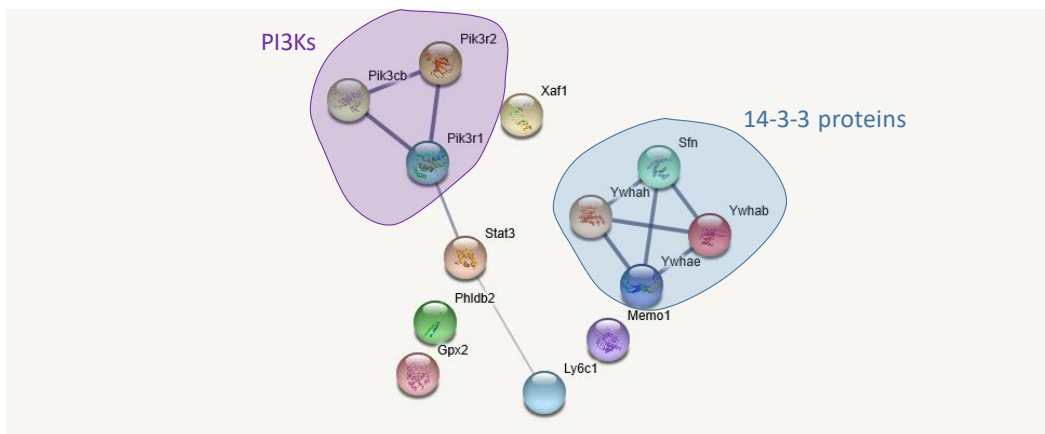 PI3Ks
Pik3r2
Pik3cb
Xaf1
Pik3r1
14-3-3 proteins
Sfn
Ywhah
Ywhab
Stat3
Ywhae
Phldb2
Memo1
Gpx2
Ly6c1